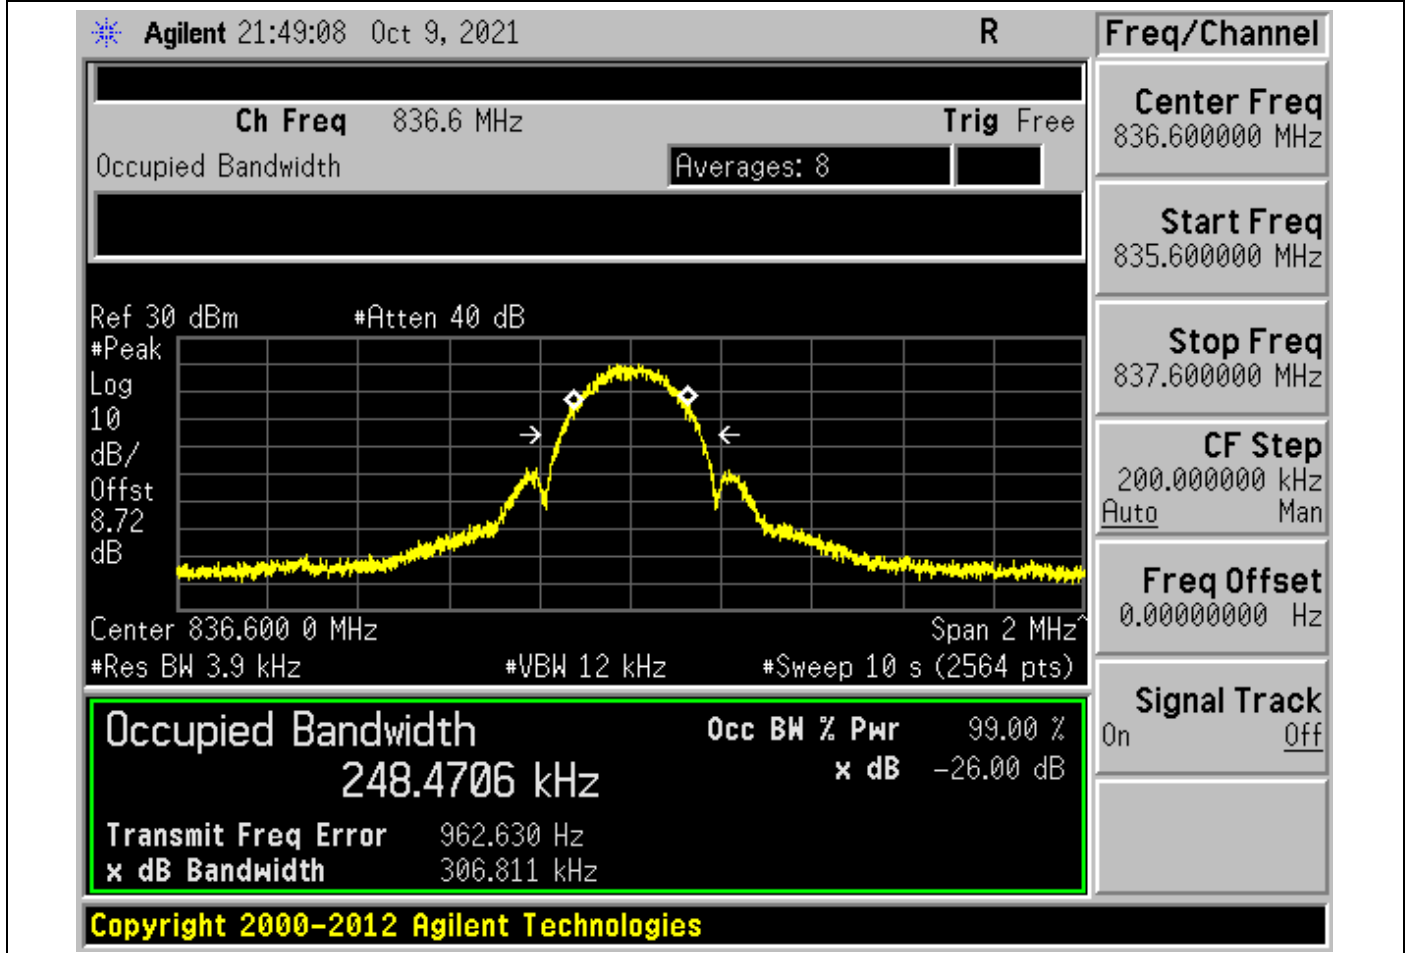 Agilent 21:49:08 Oct 9, 2021 R
Freq/Channel
Ch Freq 836.6 MHz Trig Free
Occupied Bandwidth Averages: 8
Center Freq
836.600000 MHz
Start Freq
835.600000 MHz
Stop Freq
837.600000 MHz
CF Step
200.000000 kHz
Auto Man
Freq Offset
0.00000000 Hz
Signal Track
On Off
Ref 30 dBm #Atten 40 dB
#Peak
Log
10
dB/
Offst
8.72
dB
Center 836.600 0 MHz Span 2 MHz^
#Res BW 3.9 kHz #VBW 12 kHz #Sweep 10 s (2564 pts)
Occupied Bandwidth Occ BW % Pwr 99.00 %
248.4706 kHz x dB -26.00 dB
Transmit Freq Error 962.630 Hz
x dB Bandwidth 306.811 kHz
Copyright 2000-2012 Agilent Technologies